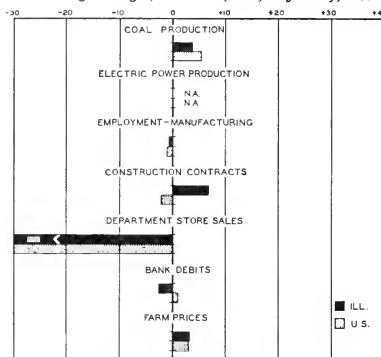 -30 -20 -10 0 +10 +20 +30
COAL PRODUCTION
ELECTRIC POWER PRODUCTION
N.A.
N.A.
EMPLOYMENT-MANUFACTURING
CONSTRUCTION CONTRACTS
DEPARTMENT STORE SALES
BANK DEBITS
ILL.
U.S.
FARM PRICES